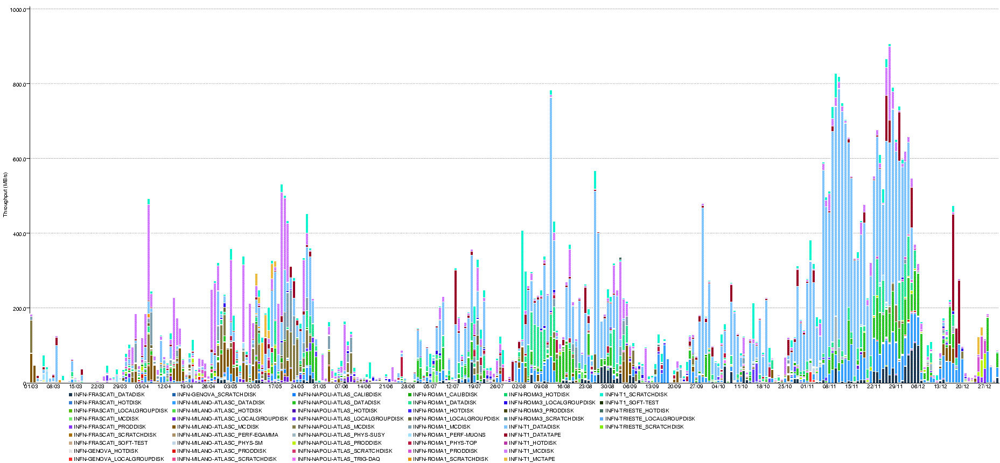 1000.0
800.0
600.0
400.0
200.0
0
Throughput (MB/s)
01/03 08/03 15/03 22/03 29/03 05/04 12/04 19/04 26/04 03/05 10/05 17/05 24/05 31/05 07/06 14/06 21/06 28/06 05/07 12/07 19/07 26/07 02/08 09/08 16/08 23/08 30/08 06/09 13/09 20/09 27/09 04/10 11/10 18/10 25/10 01/11 08/11 15/11 22/11 29/11 06/12 13/12 20/12 27/12
INFN-FRASCATI_DATADISK INFN-GENOVA_SCRATCHDISK INFN-NAPOLI-ATLAS_CALIBDISK INFN-ROMA1_CALIBDISK INFN-ROMA3_HOTDISK INFN-T1_SCRATCHDISK
INFN-FRASCATI_HOTDISK INFN-MILANO-ATLASC_DATADISK INFN-NAPOLI-ATLAS_DATADISK INFN-ROMA1_DATADISK INFN-ROMA3_LOCALGROUPDISK INFN-T1_SOFT-TEST
INFN-FRASCATI_LOCALGROUPDISK INFN-MILANO-ATLASC_HOTDISK INFN-NAPOLI-ATLAS_HOTDISK INFN-ROMA1_HOTDISK INFN-ROMA3_PRODDISK INFN-TRIESTE_HOTDISK
INFN-FRASCATI_MCDISK INFN-MILANO-ATLASC_LOCALGROUPDISK INFN-NAPOLI-ATLAS_LOCALGROUPDISK INFN-ROMA1_LOCALGROUPDISK INFN-ROMA3_SCRATCHDISK INFN-TRIESTE_LOCALGROUPDISK
INFN-FRASCATI_PRODDISK INFN-MILANO-ATLASC_MCDISK INFN-NAPOLI-ATLAS_MCDISK INFN-ROMA1_MCDISK INFN-T1_DATADISK INFN-TRIESTE_SCRATCHDISK
INFN-FRASCATI_SCRATCHDISK INFN-MILANO-ATLASC_PERF-EGAMMA INFN-NAPOLI-ATLAS_PHYS-SUSY INFN-ROMA1_PERF-MUONS INFN-T1_DATATAPE
INFN-FRASCATI_SOFT-TEST INFN-MILANO-ATLASC_PHYS-SM INFN-NAPOLI-ATLAS_PRODDISK INFN-ROMA1_PHYS-TOP INFN-T1_HOTDISK
INFN-GENOVA_HOTDISK INFN-MILANO-ATLASC_PRODDISK INFN-NAPOLI-ATLAS_SCRATCHDISK INFN-ROMA1_PRODDISK INFN-T1_MCDISK
INFN-GENOVA_LOCALGROUPDISK INFN-MILANO-ATLASC_SCRATCHDISK INFN-NAPOLI-ATLAS_TRIG-DAQ INFN-ROMA1_SCRATCHDISK INFN-T1_MCTAPE